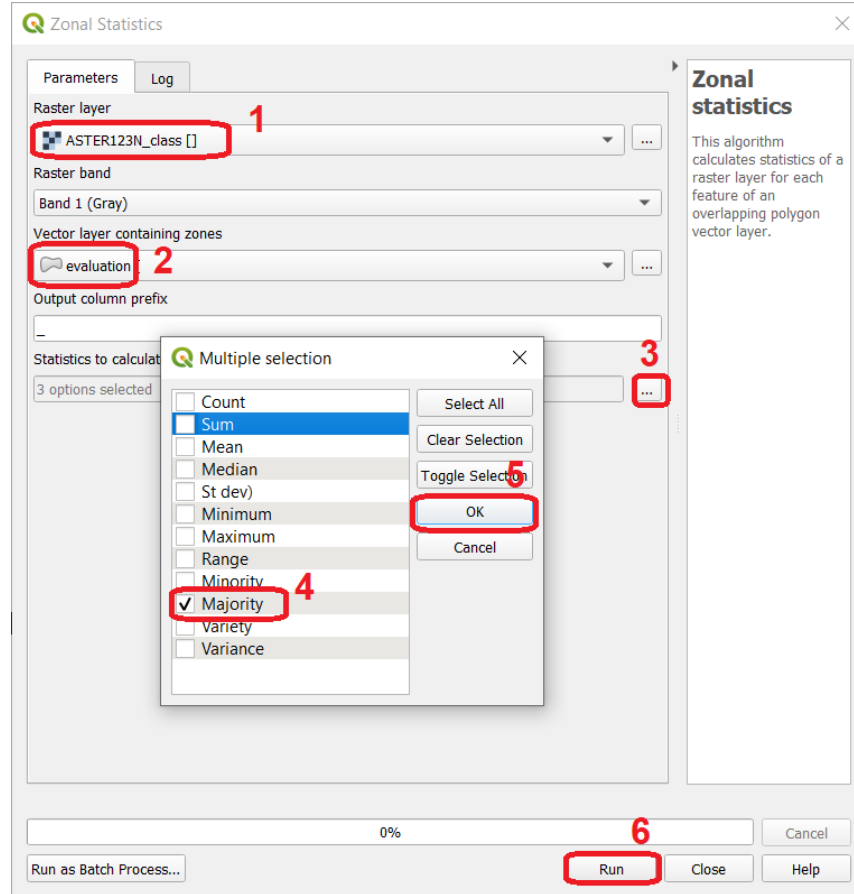 Zonal Statistics
Parameters Log
Raster layer
1
ASTER123N_class []
...
Raster band
Band 1 (Gray)
Vector layer containing zones
evaluation
2
...
Output column prefix
_
Statistics to calculat
3
3 options selected
...
Multiple selection
Count
Sum
Mean
Median
St dev)
Minimum
Maximum
Range
Minority
Majority
4
Variety
Variance
Select All
Clear Selection
Toggle Selection
5
OK
Cancel
Zonal
statistics
This algorithm
calculates statistics of a
raster layer for each
feature of an
overlapping polygon
vector layer.
0%
6
Cancel
Run as Batch Process...
Run
Close
Help